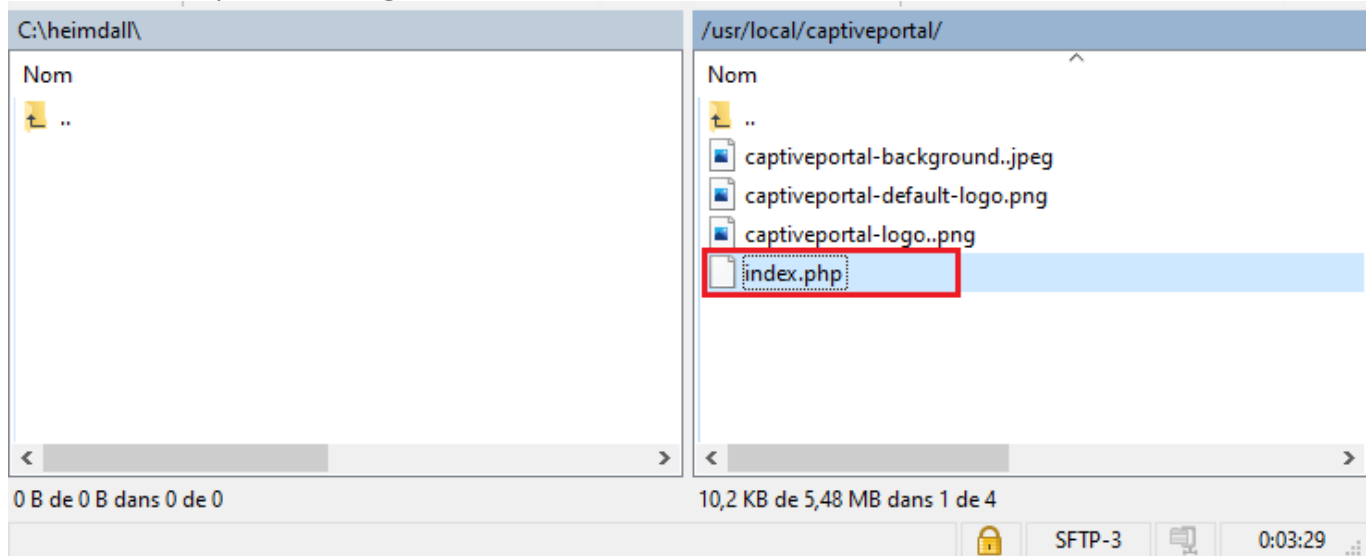 C:\heimdall\
Nom
..
0 B de 0 B dans 0 de 0
/usr/local/captiveportal/
Nom
..
captiveportal-background..jpeg
captiveportal-default-logo.png
captiveportal-logo..png
index.php
10,2 KB de 5,48 MB dans 1 de 4
SFTP-3
0:03:29